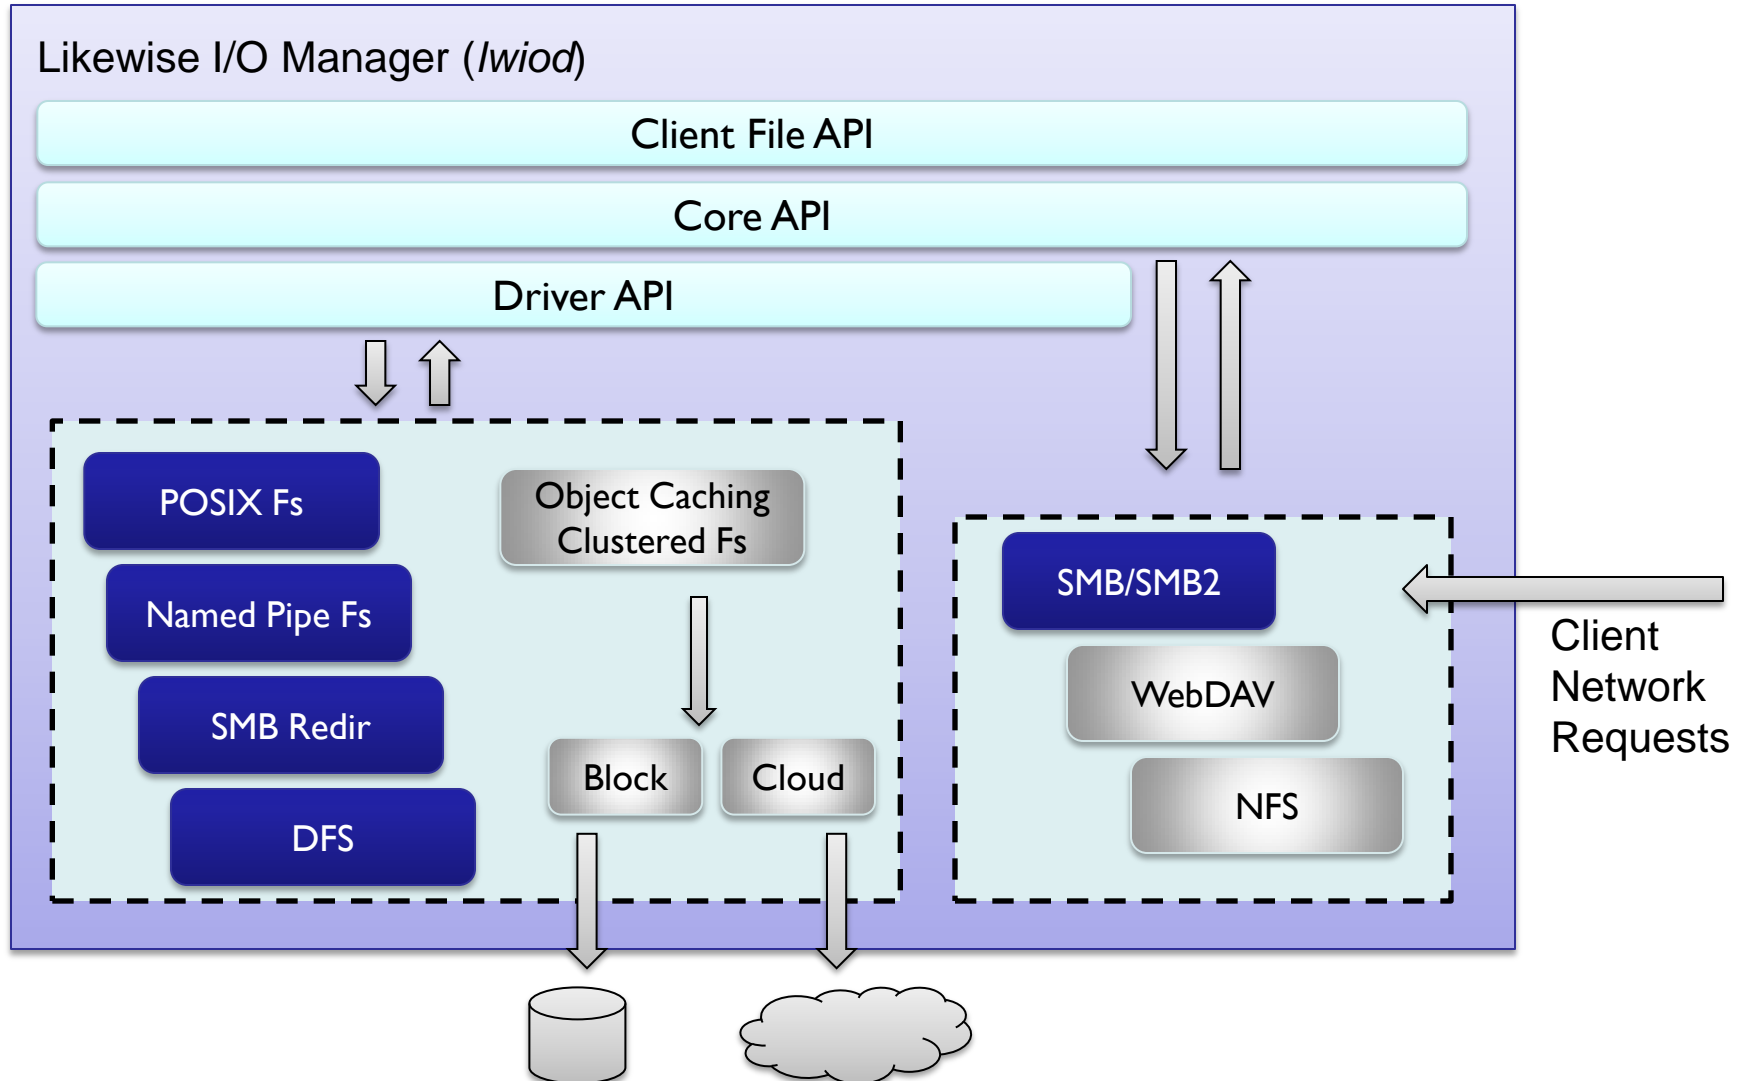 Likewise I/O Manager (lwiod)
Client File API
Core API
Driver API
POSIX Fs
Named Pipe Fs
SMB Redir
DFS
Object Caching
Clustered Fs
Block
Cloud
SMB/SMB2
WebDAV
NFS
Client
Network
Requests